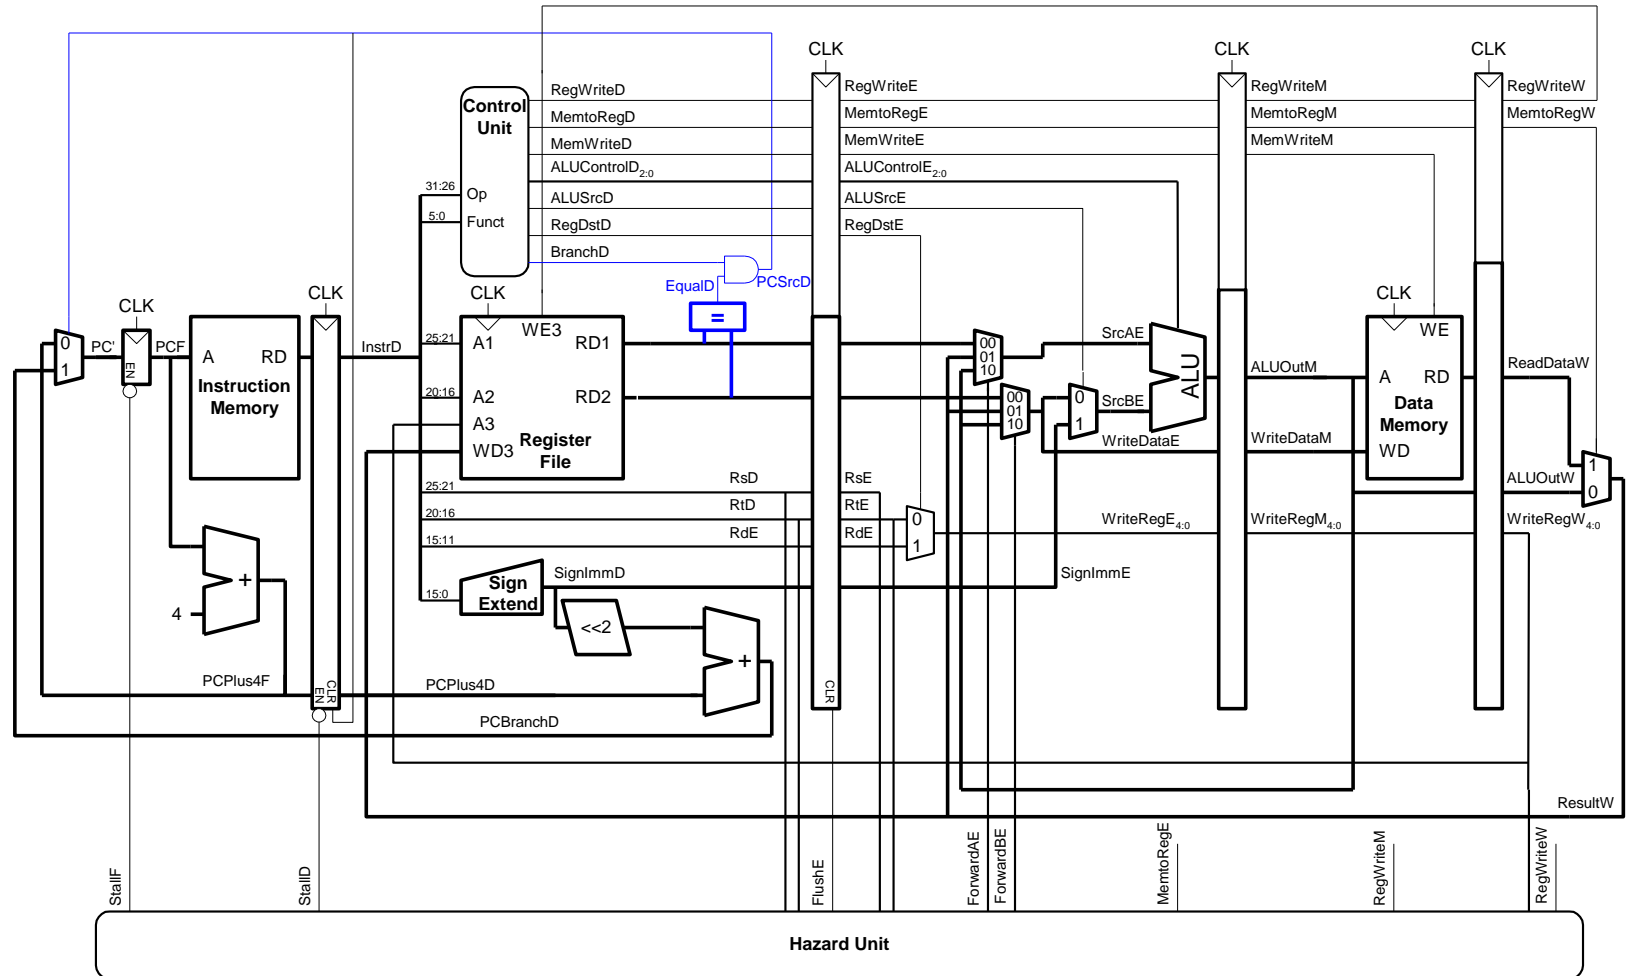 CLK
CLK
CLK
RegWriteD
RegWriteE
RegWriteM
RegWriteW
Control
Unit
MemtoRegD
MemtoRegE
MemtoRegM
MemtoRegW
MemWriteD
MemWriteE
MemWriteM
ALUControlD2:0
ALUControlE2:0
31:26
Op
ALUSrcD
ALUSrcE
5:0
Funct
RegDstD
RegDstE
BranchD
EqualD
PCSrcD
CLK
CLK
CLK
CLK
=
WE3
WE
0
1
PC'
EN
PCF
A
RD
Instruction
Memory
InstrD
25:21
A1
RD1
00
01
10
SrcAE
ALU
ALUOutM
A
RD
Data
Memory
ReadDataW
20:16
A2
RD2
00
01
10
0
1
SrcBE
A3
WD3
Register
File
WriteDataE
WriteDataM
WD
1
0
25:21
RsD
RsE
ALUOutW
20:16
RtD
RtE
0
1
WriteRegE4:0
WriteRegM4:0
WriteRegW4:0
15:11
RdE
RdE
SignImmD
SignImmE
Sign
Extend
15:0
+
4
<<2
+
PCPlus4F
EN
CLR
PCPlus4D
CLR
PCBranchD
ResultW
StallF
StallD
FlushE
ForwardAE
ForwardBE
MemtoRegE
RegWriteM
RegWriteW
Hazard Unit